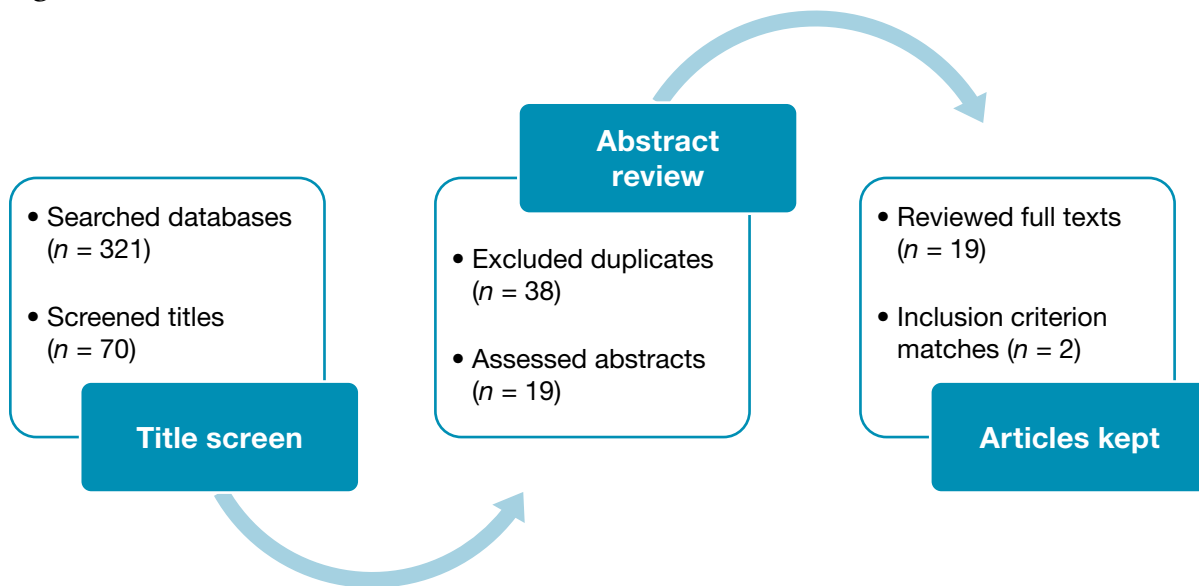 • Searched databases
(n = 321)
• Screened titles
(n = 70)
Title screen
Abstract
review
• Excluded duplicates
(n = 38)
• Assessed abstracts
(n = 19)
• Reviewed full texts
(n = 19)
• Inclusion criterion
matches (n = 2)
Articles kept